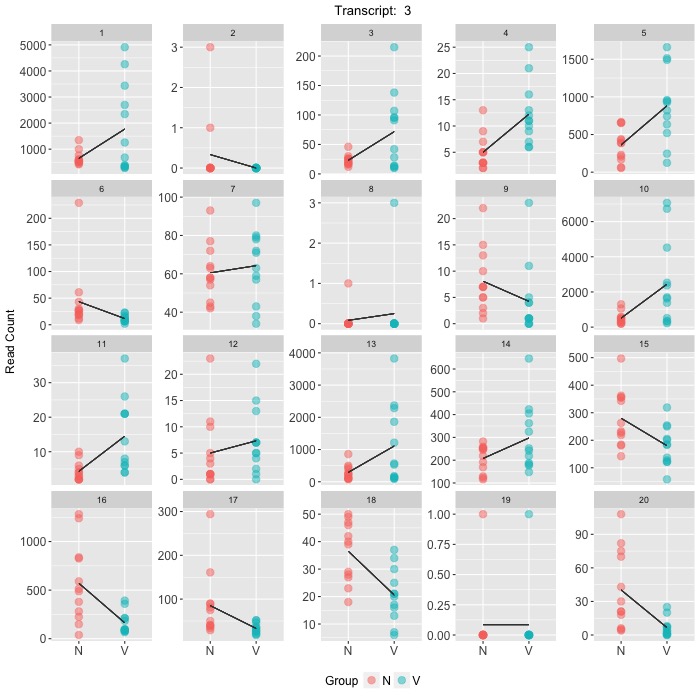 Transcript: 3
1 2 3 4 5
5000 4000 3000 2000 1000
3 2 1 0
200 150 100 50 0
25 20 15 10 5
1500 1000 500 0
6 7 8 9 10
200 150 100 50 0
100 80 60 40
3 2 1 0
20 15 10 5 0
6000 4000 2000 0
Read Count
11 12 13 14 15
30 20 10
20 15 10 5 0
4000 3000 2000 1000 0
600 500 400 300 200 100
500 400 300 200 100
16 17 18 19 20
1000 500 0
300 200 100
50 40 30 20 10
1.00 0.75 0.50 0.25 0.00
90 60 30 0
N V N V N V N V N V
Group N V